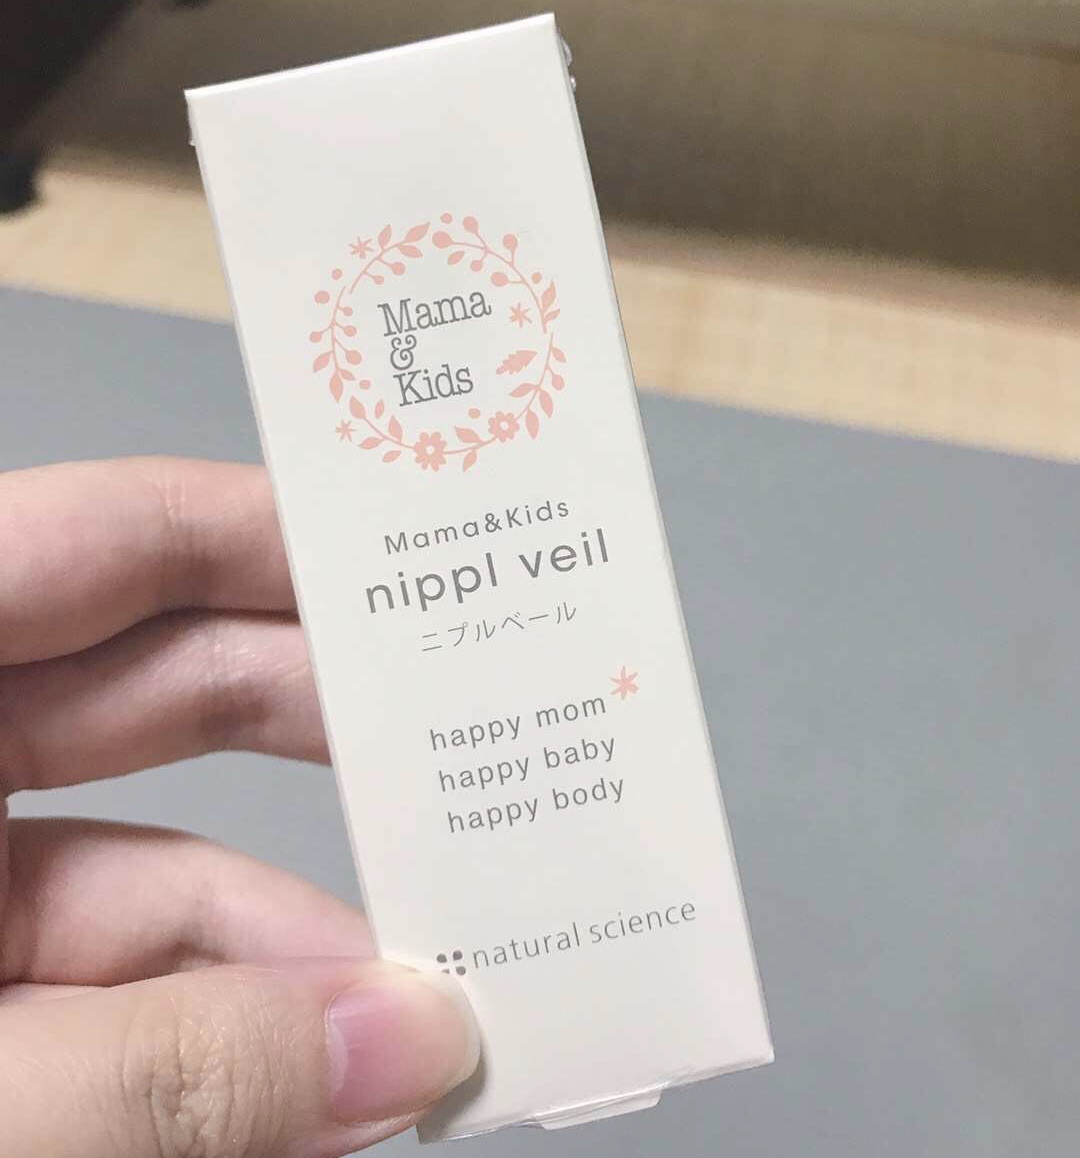 Mama
&
Kids
Mama&Kids
nippl veil
ニプルベール
happy mom
happy baby
happy body
natural science